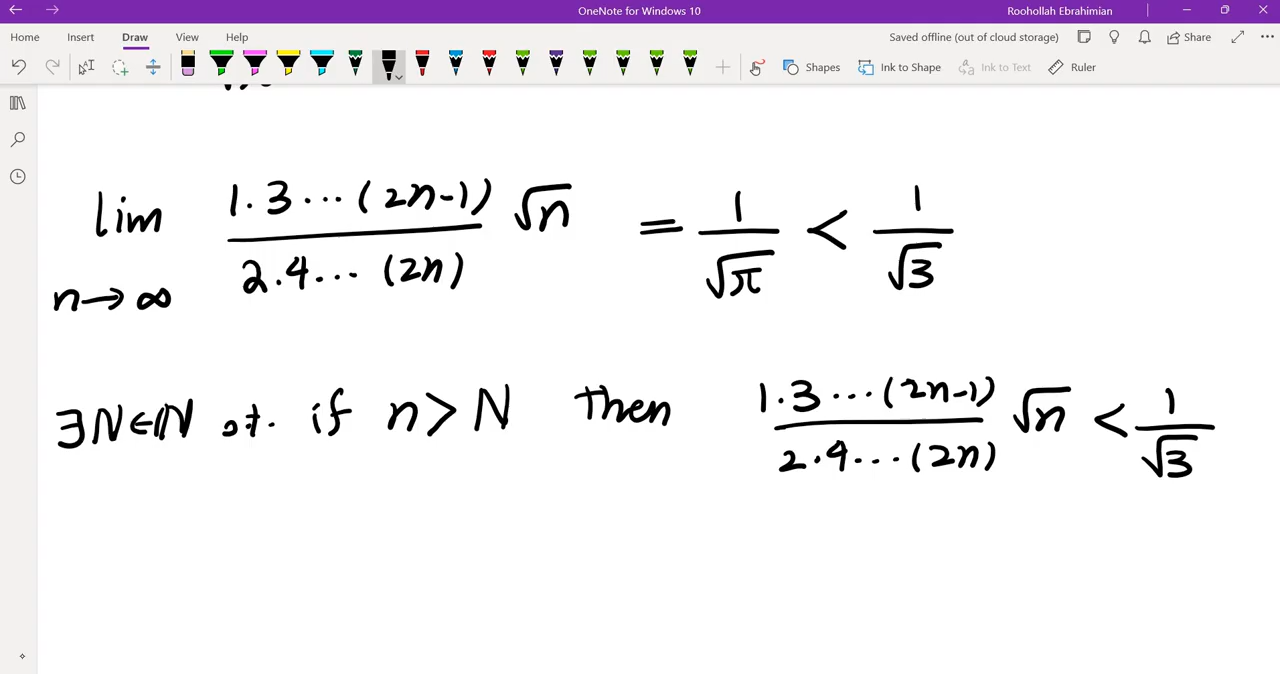 OneNote for Windows 10
Roohollah Ebrahimian
Home Insert Draw View Help
Saved offline (out of cloud storage) Share
Shapes Ink to Shape Ink to Text Ruler
lim n→∞ 1.3...(2n-1) / 2.4...(2n) √n = 1/√π < 1/√3
∃N∈ℕ st. if n>N then 1.3...(2n-1) / 2.4...(2n) √n < 1/√3